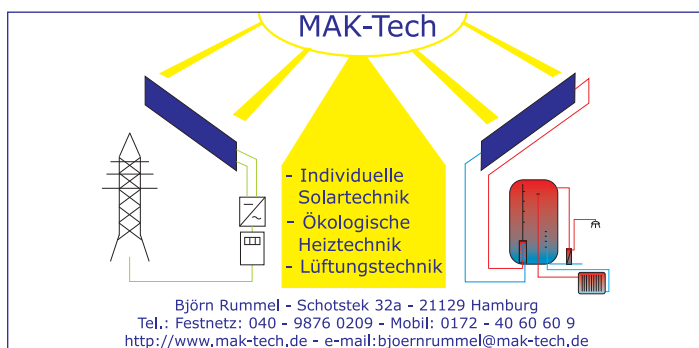 MAK-Tech
- Individuelle
Solartechnik
- Ökologische
Heiztechnik
- Lüftungstechnik
Björn Rummel - Schotstek 32a - 21129 Hamburg
Tel.: Festnetz: 040 - 9876 0209 - Mobil: 0172 - 40 60 60 9
http://www.mak-tech,de - e-mail:bjoernrummel@mak-tech,de